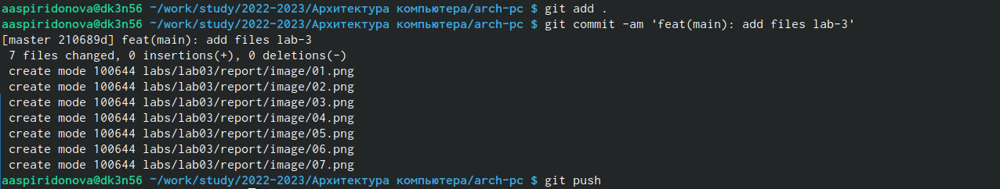 aaspiridonova@dk3n56 ~/work/study/2022-2023/Архитектура компьютера/arch-pc $ git add .
aaspiridonova@dk3n56 ~/work/study/2022-2023/Архитектура компьютера/arch-pc $ git commit -am 'feat(main): add files lab-3'
[master 210689d] feat(main): add files lab-3
 7 files changed, 0 insertions(+), 0 deletions(-)
 create mode 100644 labs/lab03/report/image/01.png
 create mode 100644 labs/lab03/report/image/02.png
 create mode 100644 labs/lab03/report/image/03.png
 create mode 100644 labs/lab03/report/image/04.png
 create mode 100644 labs/lab03/report/image/05.png
 create mode 100644 labs/lab03/report/image/06.png
 create mode 100644 labs/lab03/report/image/07.png
aaspiridonova@dk3n56 ~/work/study/2022-2023/Архитектура компьютера/arch-pc $ git push